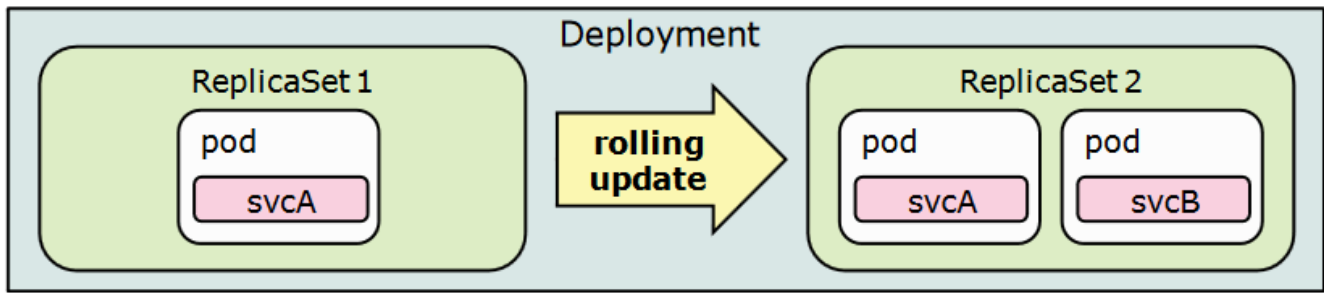 Deployment
ReplicaSet 1
pod
svcA
rolling
update
ReplicaSet 2
pod
svcA
pod
svcB